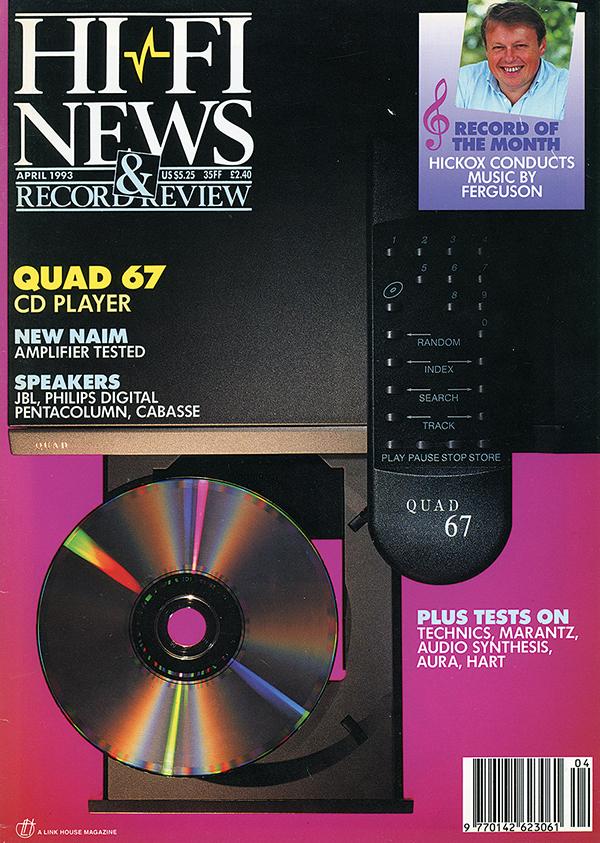 HI FI
NEWS
&
APRIL 1993 US $5.25 35FF £2.40
RECORD REVIEW
RECORD OF
THE MONTH
HICKOX CONDUCTS
MUSIC BY
FERGUSON
QUAD 67
CD PLAYER
NEW NAIM
AMPLIFIER TESTED
SPEAKERS
JBL, PHILIPS DIGITAL
PENTACOLUMN, CABASSE
1 2 3 4
5 6 7
8 9
0
RANDOM
INDEX
SEARCH
TRACK
PLAY PAUSE STOP STORE
QUAD
QUAD
67
PLUS TESTS ON
TECHNICS, MARANTZ,
AUDIO SYNTHESIS,
AURA, HART
04
9 770142 623061
A LINK HOUSE MAGAZINE